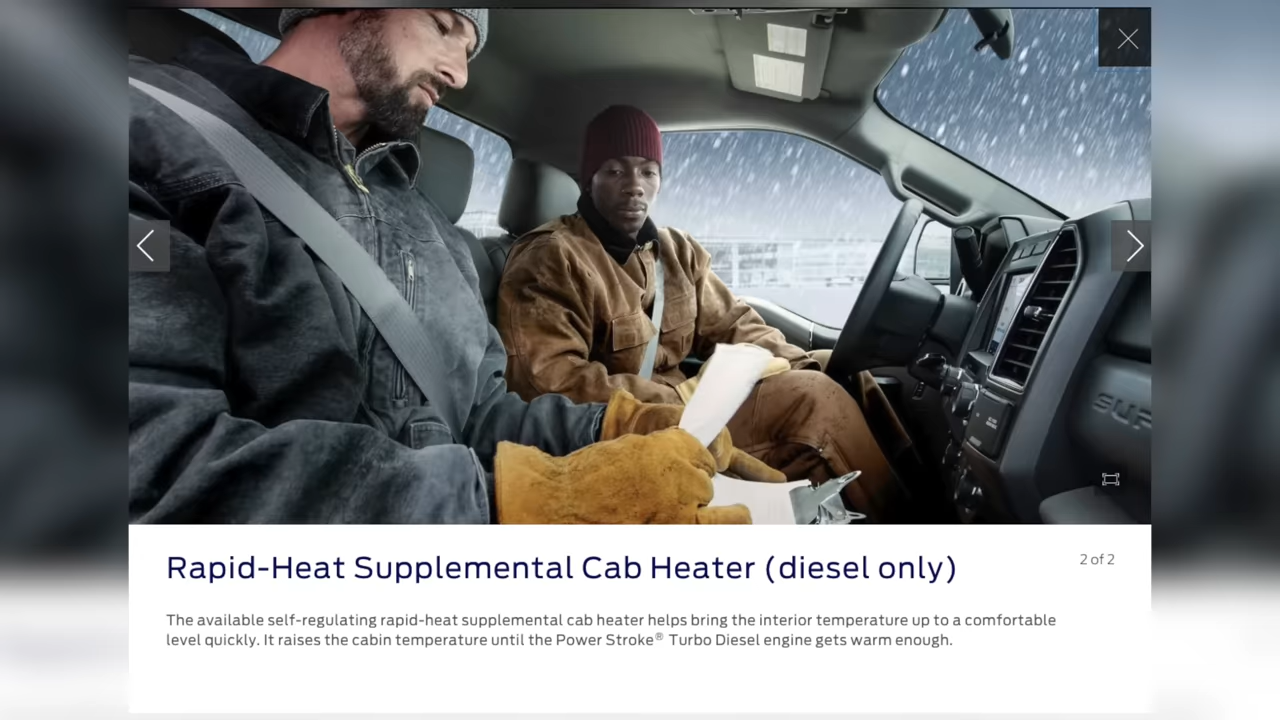 SUP
Rapid-Heat Supplemental Cab Heater (diesel only)
2 of 2
The available self-regulating rapid-heat supplemental cab heater helps bring the interior temperature up to a comfortable
level quickly. It raises the cabin temperature until the Power Stroke® Turbo Diesel engine gets warm enough.